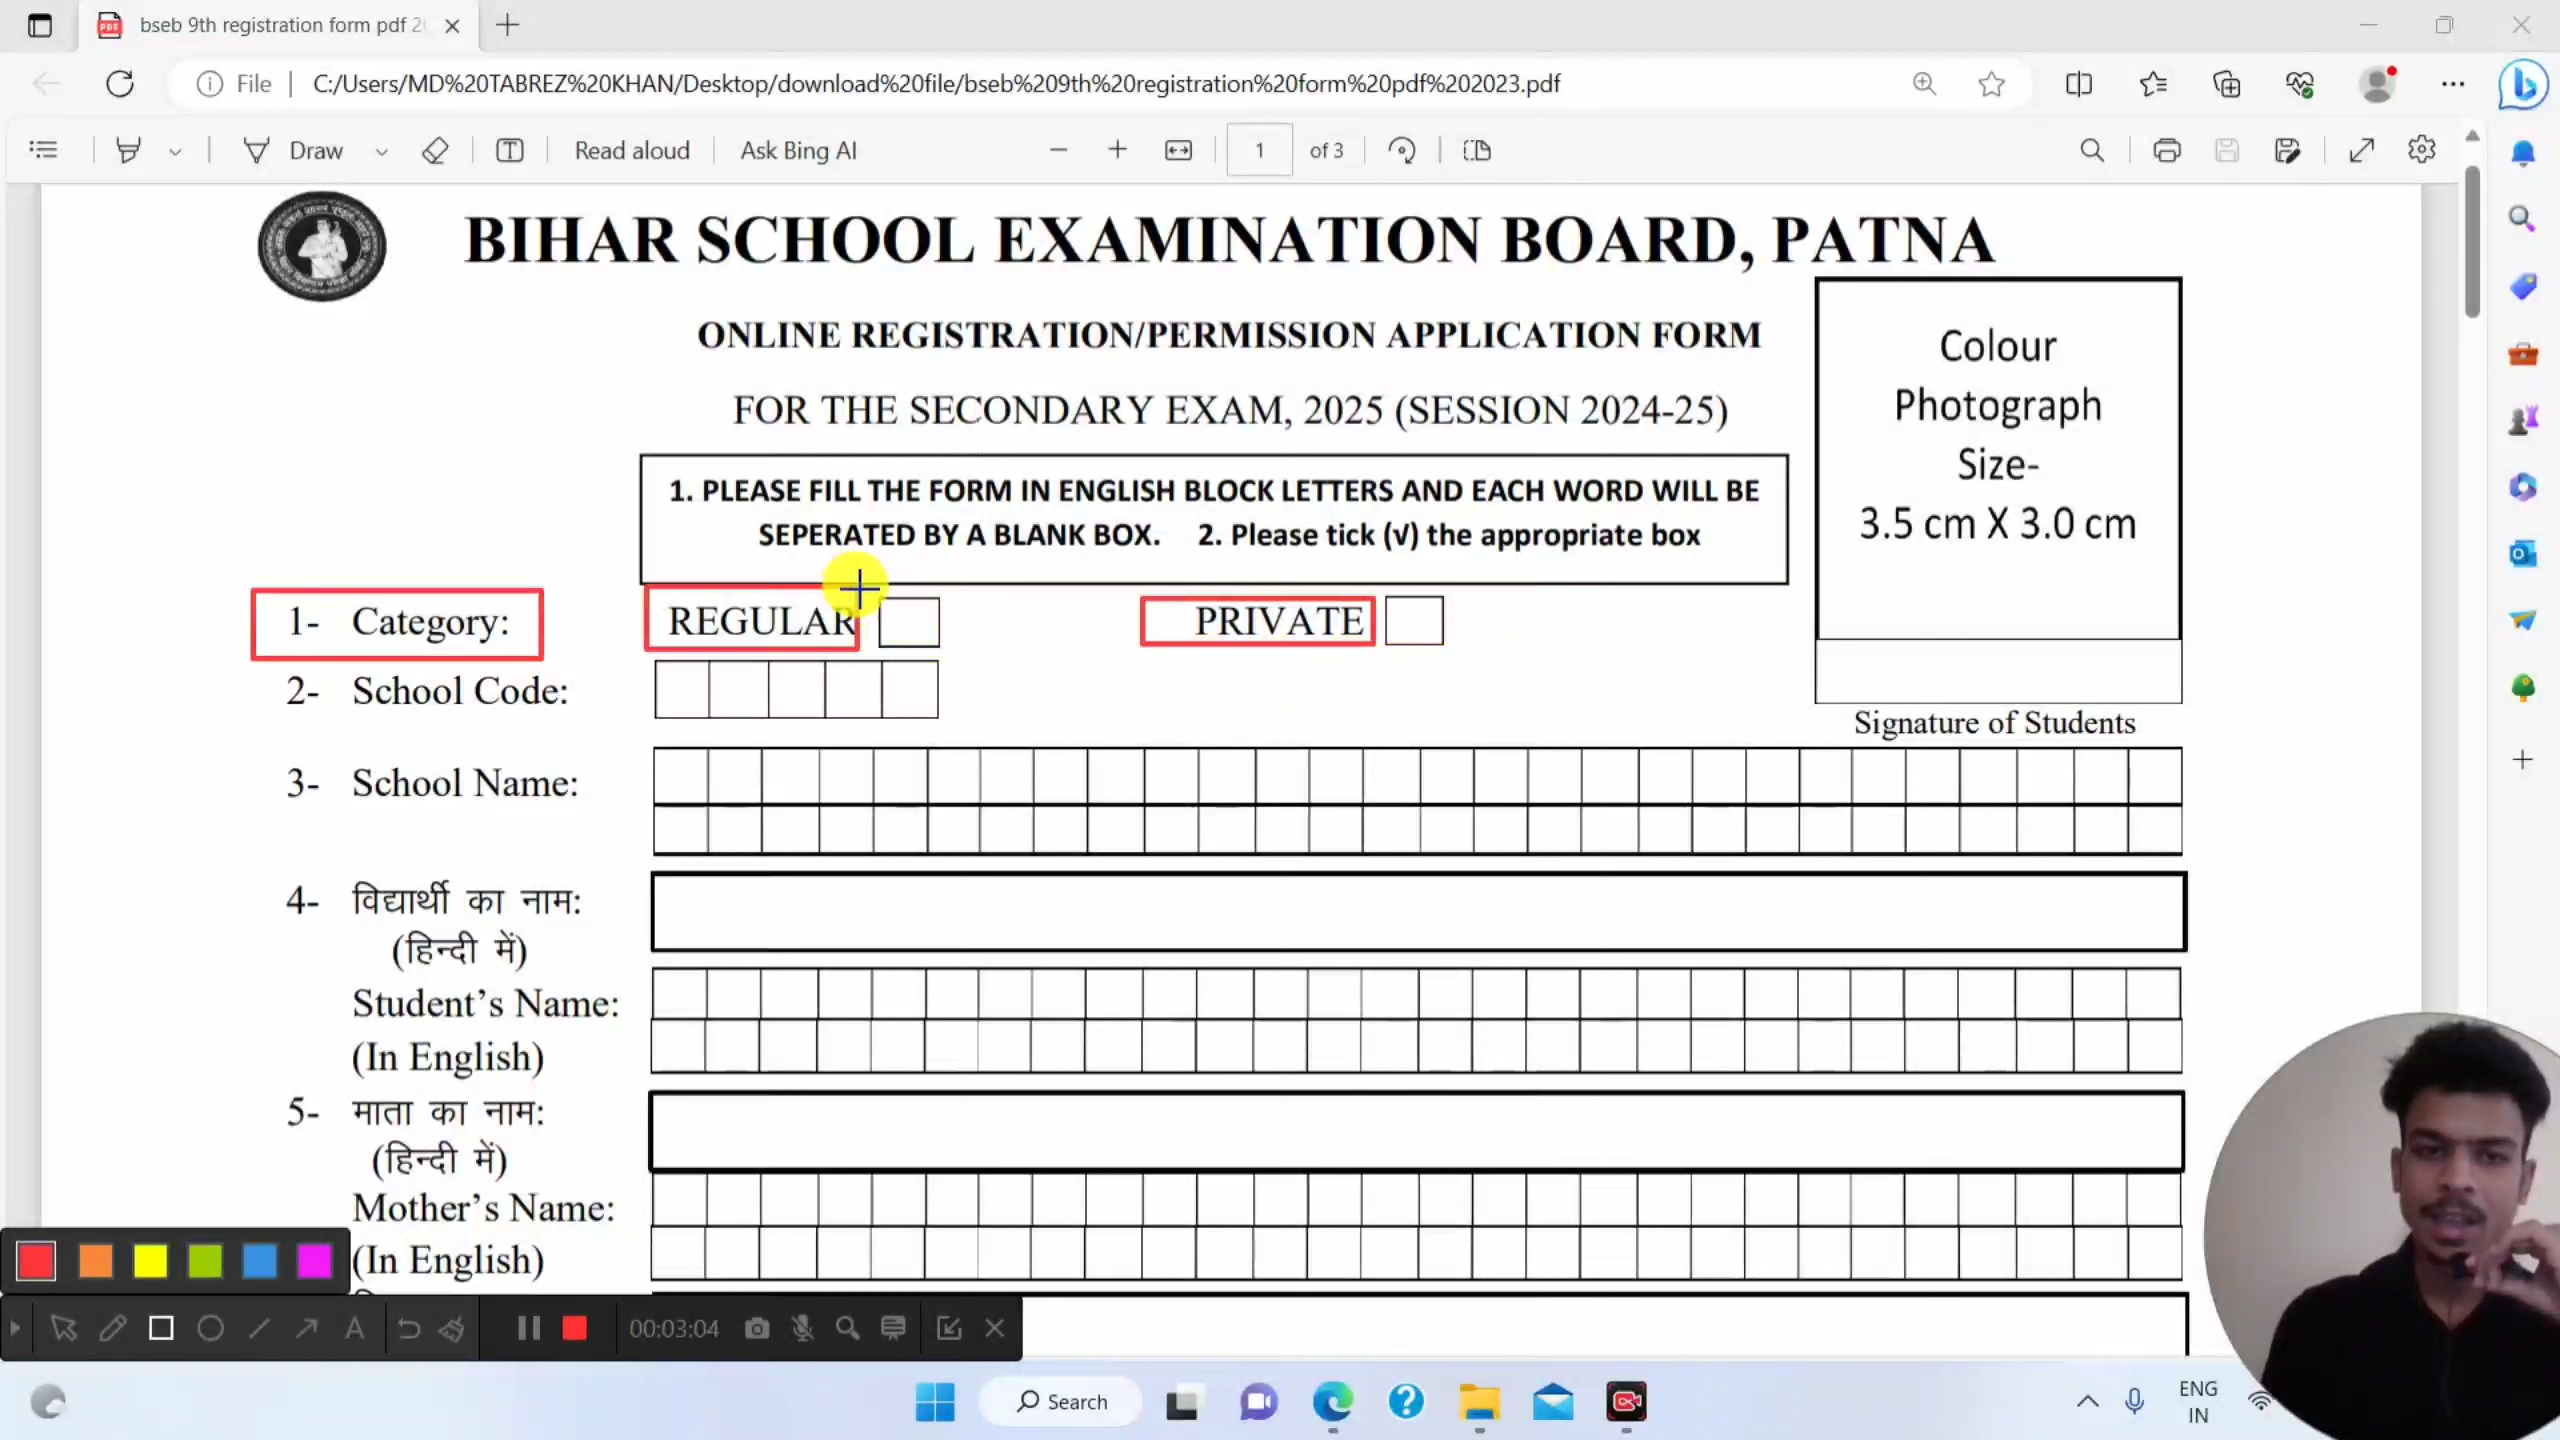 bseb 9th registration form pdf 2
File
C:/Users/MD%20TABREZ%20KHAN/Desktop/download%20file/bseb%209th%20registration%20form%20pdf%202023.pdf
Draw
Read aloud
Ask Bing AI
1
of 3
BIHAR SCHOOL EXAMINATION BOARD, PATNA
ONLINE REGISTRATION/PERMISSION APPLICATION FORM
FOR THE SECONDARY EXAM, 2025 (SESSION 2024-25)
Colour
Photograph
Size-
3.5 cm X 3.0 cm
1. PLEASE FILL THE FORM IN ENGLISH BLOCK LETTERS AND EACH WORD WILL BE
SEPERATED BY A BLANK BOX. 2. Please tick (√) the appropriate box
1- Category: REGULAR PRIVATE
2- School Code:
Signature of Students
3- School Name:
4- विद्यार्थी का नाम:
(हिन्दी में)
Student’s Name:
(In English)
5- माता का नाम:
(हिन्दी में)
Mother’s Name:
(In English)
00:03:04
Search
ENG
IN